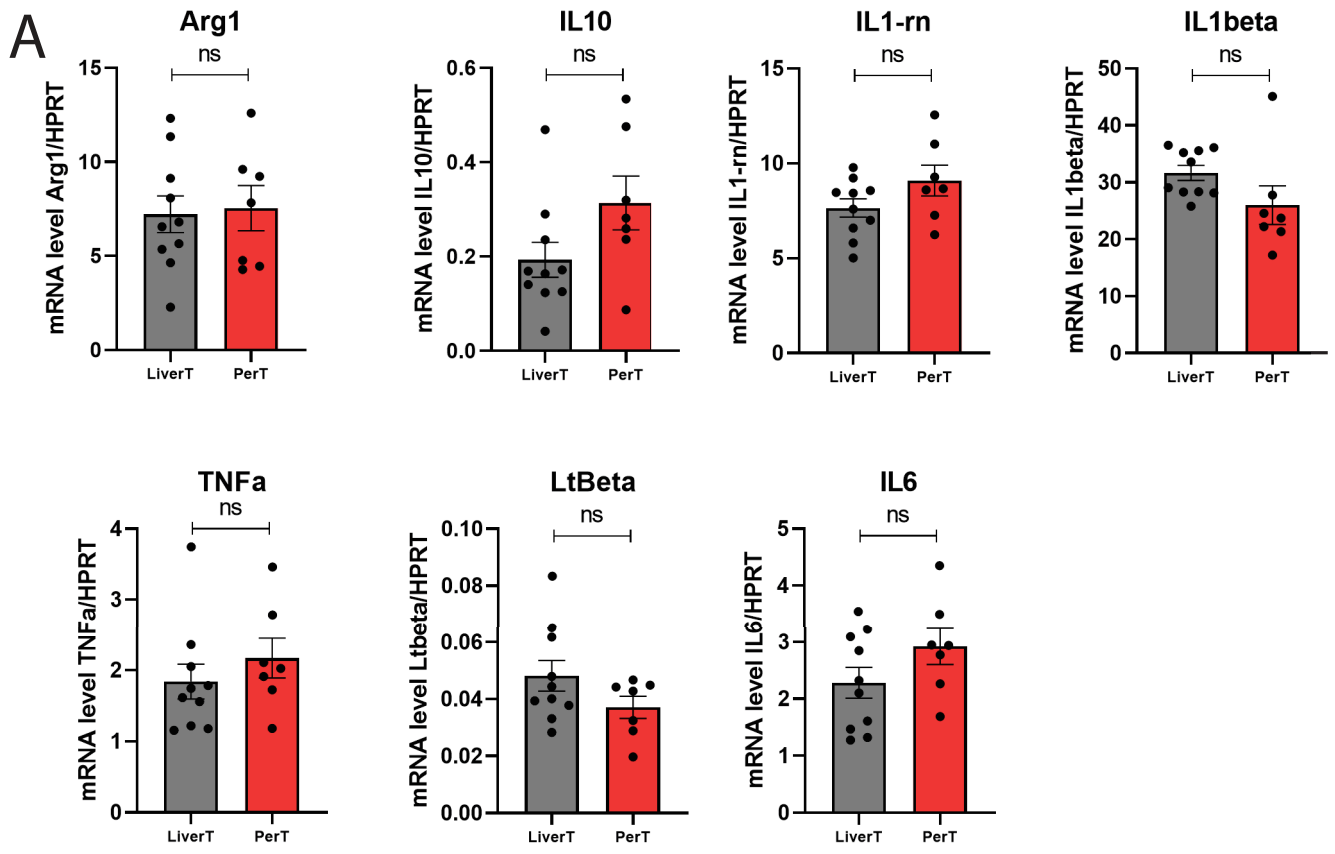 A
Arg1
ns
mRNA level Arg1/HPRT
15
10
5
0
LiverT PerT
IL10
ns
mRNA level IL10/HPRT
0.6
0.4
0.2
0.0
LiverT PerT
IL1-rn
ns
mRNA level IL1-rn/HPRT
15
10
5
0
LiverT PerT
IL1beta
ns
mRNA level IL1beta/HPRT
50
40
30
20
10
0
LiverT PerT
TNFa
ns
mRNA level TNFa/HPRT
4
3
2
1
0
LiverT PerT
LtBeta
ns
mRNA level Ltbeta/HPRT
0.10
0.08
0.06
0.04
0.02
0.00
LiverT PerT
IL6
ns
mRNA level IL6/HPRT
5
4
3
2
1
0
LiverT PerT